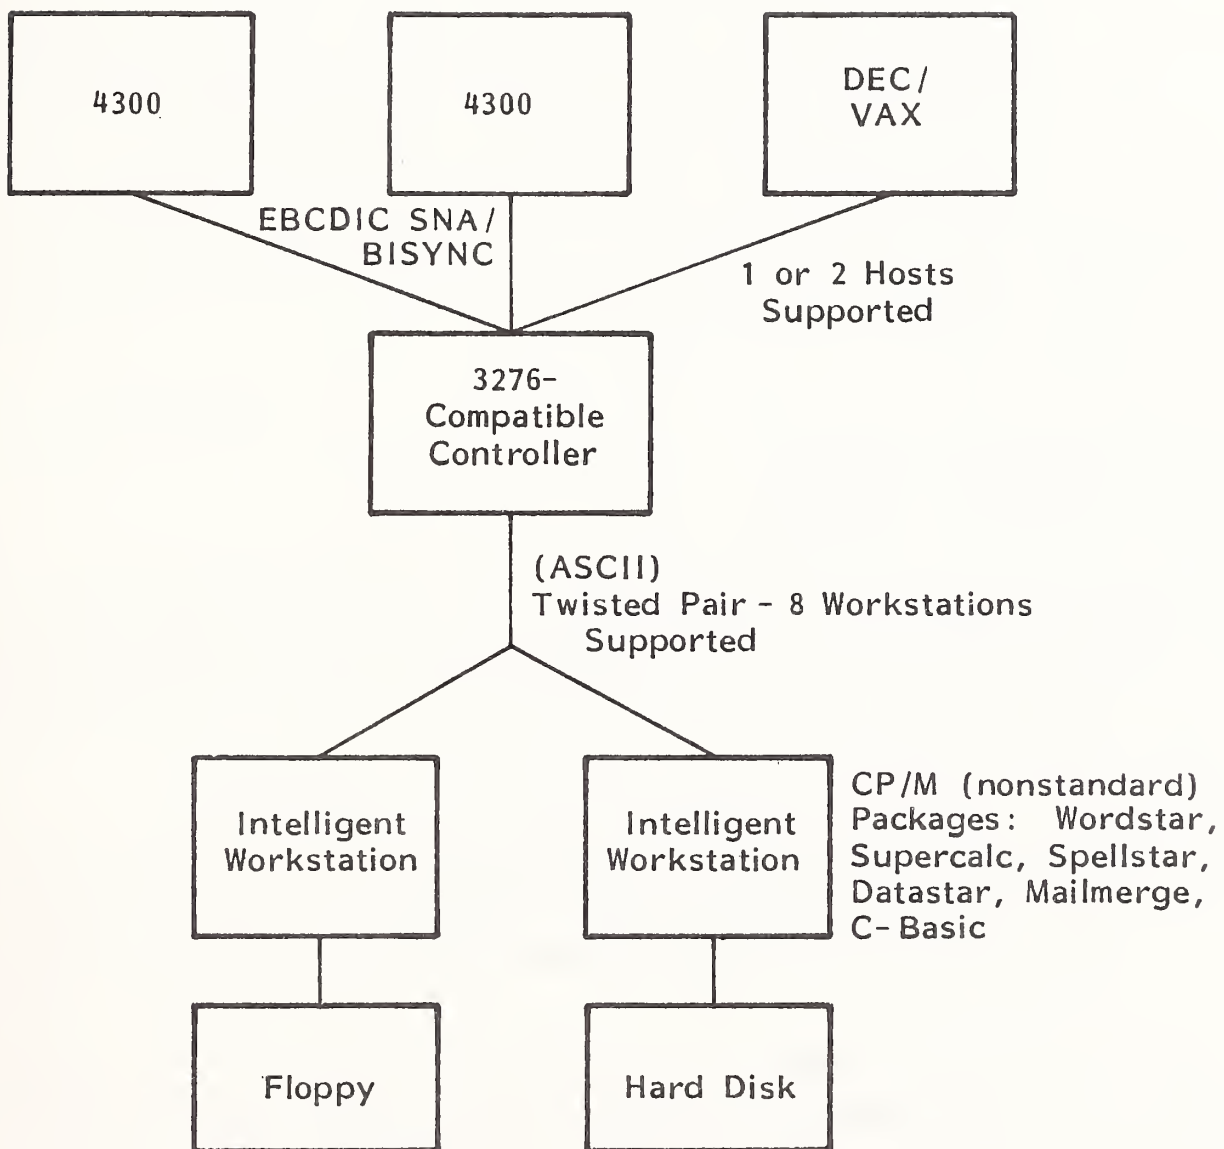 4300
4300
DEC/
VAX
EBCDIC SNA/
BISYNC
1 or 2 Hosts
Supported
3276-
Compatible
Controller
(ASCII)
Twisted Pair - 8 Workstations
Supported
Intelligent
Workstation
Intelligent
Workstation
CP/M (nonstandard)
Packages: Wordstar,
Supercalc, Spellstar,
Datastar, Mailmerge,
C-Basic
Floppy
Hard Disk